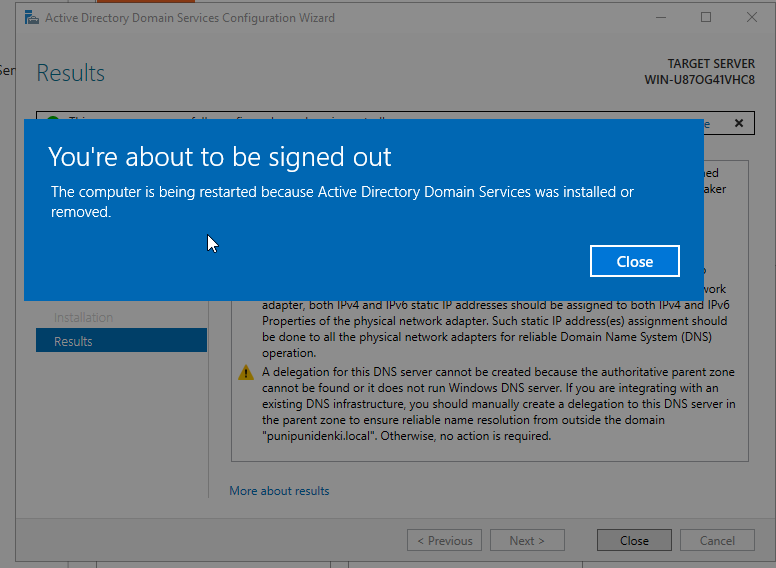 Active Directory Domain Services Configuration Wizard
Ser
Results
TARGET SERVER
WIN-U87OG41VHC8
You're about to be signed out
The computer is being restarted because Active Directory Domain Services was installed or
removed.
Close
adapter, both IPv4 and IPv6 static IP addresses should be assigned to both IPv4 and IPv6
Properties of the physical network adapter. Such static IP address(es) assignment should
be done to all the physical network adapters for reliable Domain Name System (DNS)
operation.
A delegation for this DNS server cannot be created because the authoritative parent zone
cannot be found or it does not run Windows DNS server. If you are integrating with an
existing DNS infrastructure, you should manually create a delegation to this DNS server in
the parent zone to ensure reliable name resolution from outside the domain
"punipunidenki.local". Otherwise, no action is required.
Installation
Results
More about results
< Previous
Next >
Close
Cancel